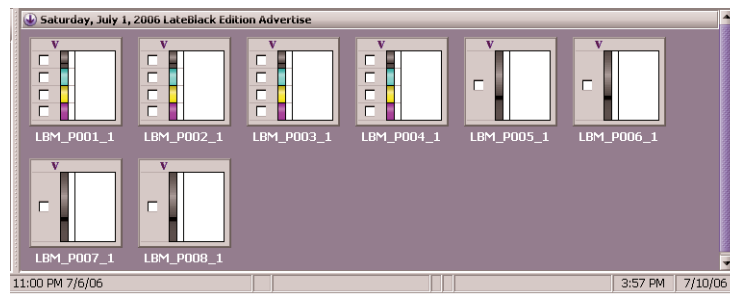 Saturday, July 1, 2006 LateBlack Edition Advertise
V V V V V V
LBM_P001_1 LBM_P002_1 LBM_P003_1 LBM_P004_1 LBM_P005_1 LBM_P006_1
V V
LBM_P007_1 LBM_P008_1
11:00 PM 7/6/06 3:57 PM 7/10/06